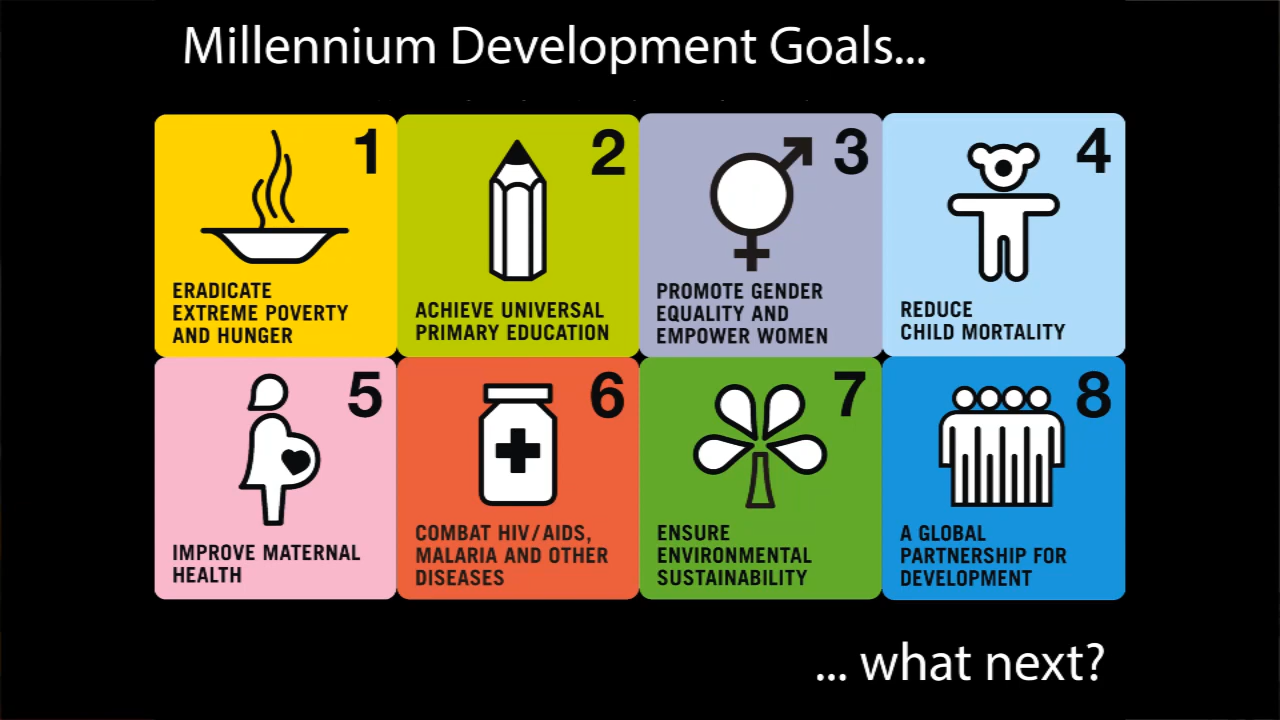 Millennium Development Goals...
1
ERADICATE
EXTREME POVERTY
AND HUNGER
2
ACHIEVE UNIVERSAL
PRIMARY EDUCATION
3
PROMOTE GENDER
EQUALITY AND
EMPOWER WOMEN
4
REDUCE
CHILD MORTALITY
5
IMPROVE MATERNAL
HEALTH
6
COMBAT HIV/AIDS,
MALARIA AND OTHER
DISEASES
7
ENSURE
ENVIRONMENTAL
SUSTAINABILITY
8
A GLOBAL
PARTNERSHIP FOR
DEVELOPMENT
... what next?